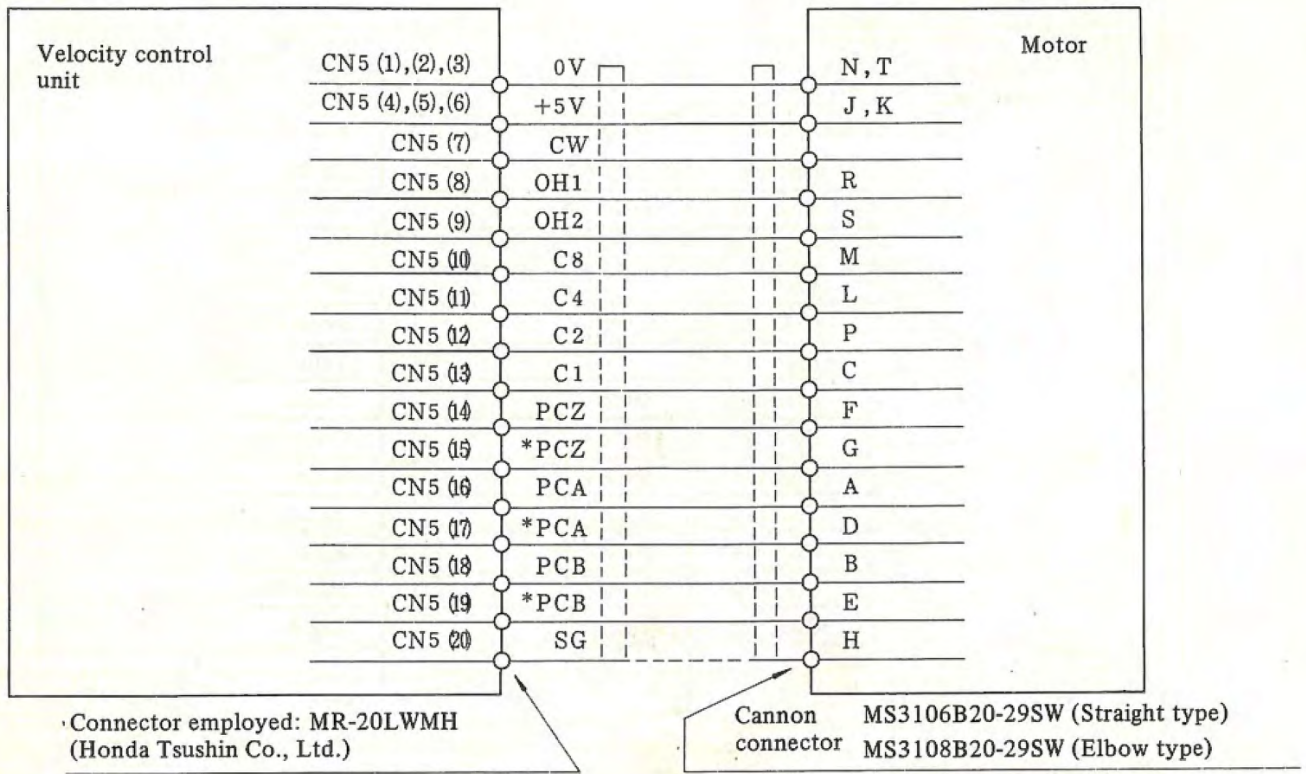 Velocity control
unit
Motor
CN5 (1),(2),(3) 0V N,T
CN5 (4),(5),(6) +5V J,K
CN5 (7) CW
CN5 (8) OH1 R
CN5 (9) OH2 S
CN5 (10) C8 M
CN5 (11) C4 L
CN5 (12) C2 P
CN5 (13) C1 C
CN5 (14) PCZ F
CN5 (15) *PCZ G
CN5 (16) PCA A
CN5 (17) *PCA D
CN5 (18) PCB B
CN5 (19) *PCB E
CN5 (20) SG H
Connector employed: MR-20LWMH
(Honda Tsushin Co., Ltd.)
Cannon MS3106B20-29SW (Straight type)
connector MS3108B20-29SW (Elbow type)